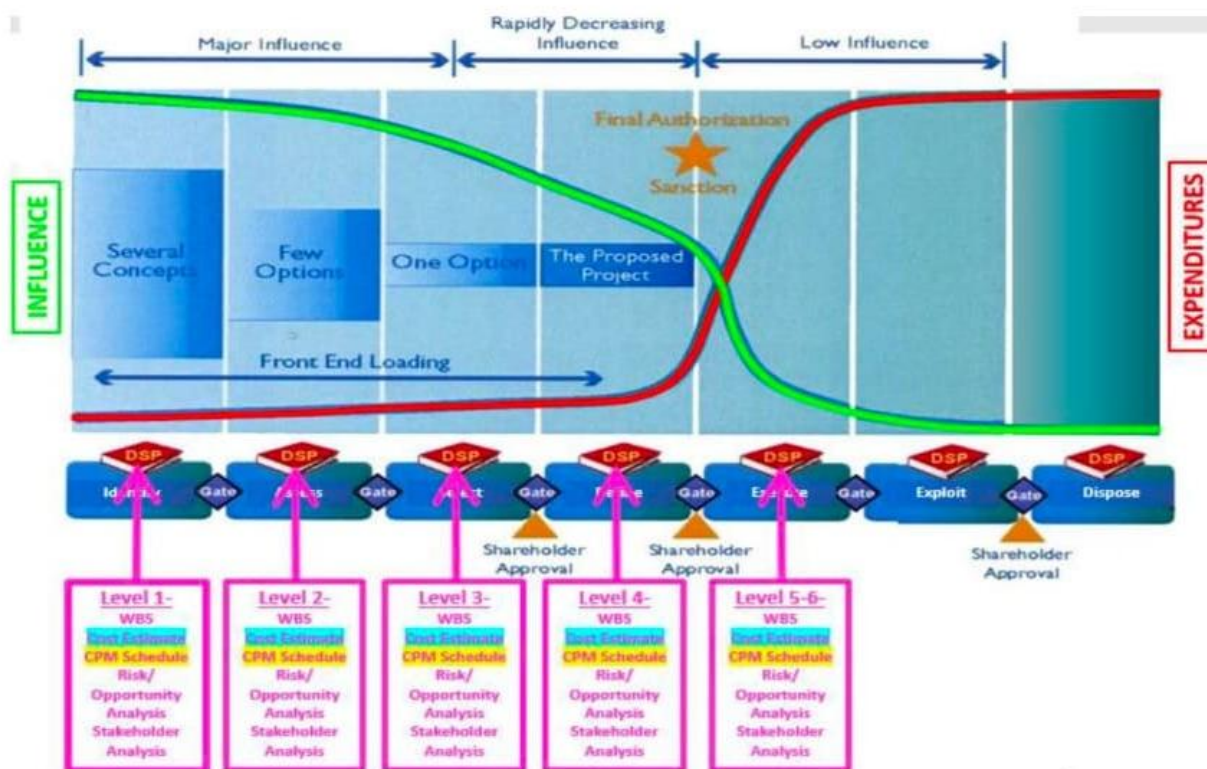 Rapidly Decreasing
Major Influence
Influence
Low Influence
Final Authorization
Sanction
INFLUENCE
EXPENDITURES
Several
Concepts
Few
Options
One Option
The Proposed
Project
Front End Loading
DSP
DSP
DSP
DSP
DSP
DSP
DSP
Identify
Gate
Assess
Gate
Select
Gate
Define
Gate
Execute
Gate
Exploit
Gate
Dispose
Shareholder
Approval
Shareholder
Approval
Shareholder
Approval
Level 1-
WBS
Cost Estimate
CPM Schedule
Risk/
Opportunity
Analysis
Stakeholder
Analysis
Level 2-
WBS
Cost Estimate
CPM Schedule
Risk/
Opportunity
Analysis
Stakeholder
Analysis
Level 3-
WBS
Cost Estimate
CPM Schedule
Risk/
Opportunity
Analysis
Stakeholder
Analysis
Level 4-
WBS
Cost Estimate
CPM Schedule
Risk/
Opportunity
Analysis
Stakeholder
Analysis
Level 5-6-
WBS
Cost Estimate
CPM Schedule
Risk/
Opportunity
Analysis
Stakeholder
Analysis